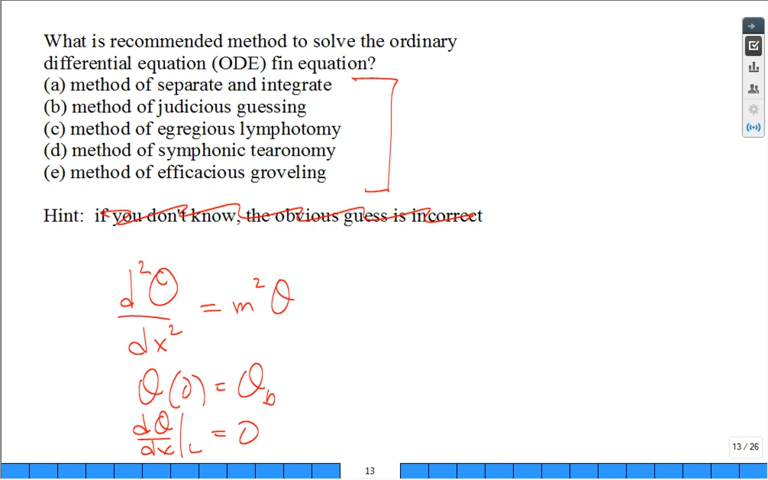 What is recommended method to solve the ordinary
differential equation (ODE) fin equation?
(a) method of separate and integrate
(b) method of judicious guessing
(c) method of egregious lymphotomy
(d) method of symphonic tearonomy
(e) method of efficacious groveling
Hint: if you don't know, the obvious guess is incorrect
d²θ/dx² = m²θ
θ(0) = θb
dθ/dx|L = 0
13 / 26
13